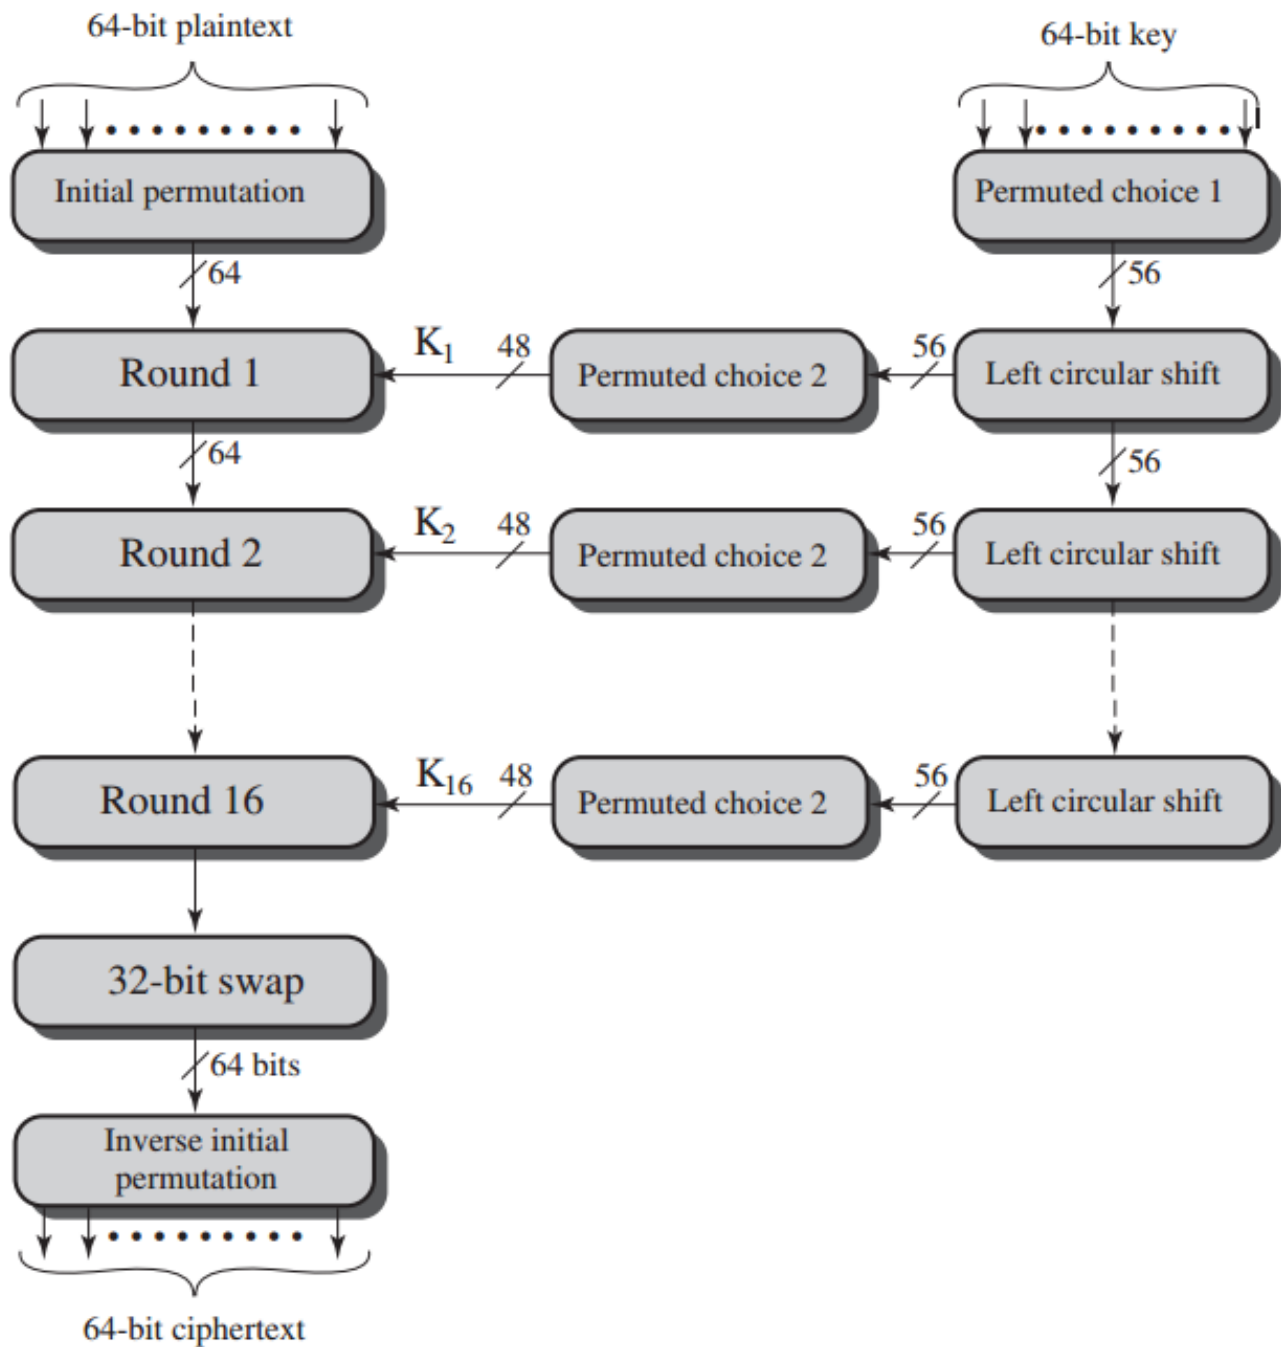 64-bit plaintext
64-bit key
Initial permutation
Permuted choice 1
64
56
Round 1
K1
48
Permuted choice 2
56
Left circular shift
64
56
Round 2
K2
48
Permuted choice 2
56
Left circular shift
Round 16
K16
48
Permuted choice 2
56
Left circular shift
32-bit swap
64 bits
Inverse initial
permutation
64-bit ciphertext